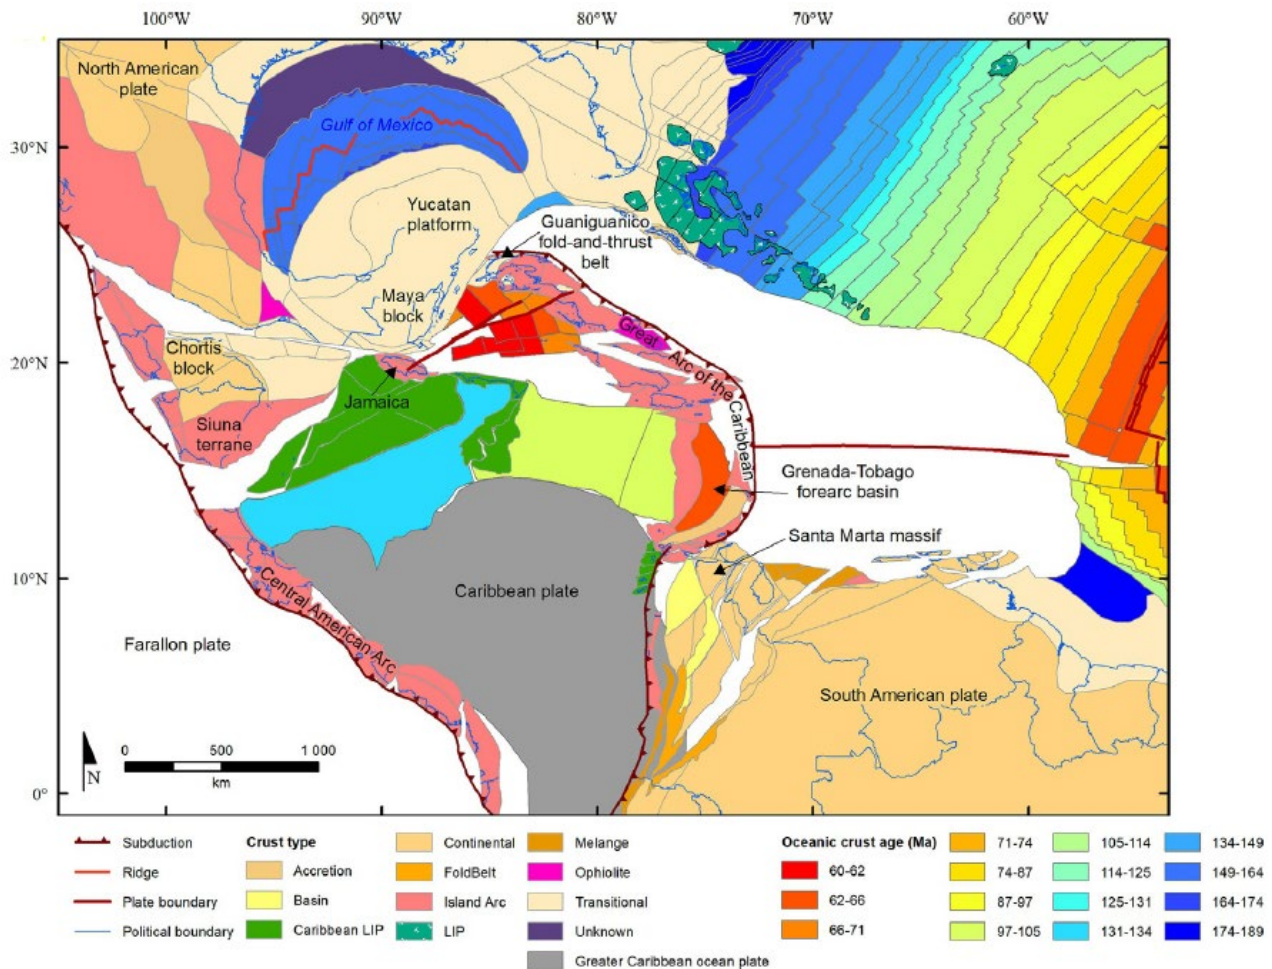 100°W 90°W 80°W 70°W 60°W
North American
plate
Gulf of Mexico
30°N
Yucatan
platform
Guaniguanico
fold-and-thrust
belt
Maya
block
Great Arc of the Caribbean
20°N
Chortis
block
Jamaica
Siuna
terrane
Grenada-Tobago
forearc basin
Santa Marta massif
10°N
Central American Arc
Caribbean plate
Farallon plate
South American plate
0 500 1 000
km
N
0°
Subduction
Ridge
Plate boundary
Political boundary
Crust type
Accretion
Basin
Caribbean LIP
Continental
FoldBelt
Island Arc
LIP
Melange
Ophiolite
Transitional
Unknown
Greater Caribbean ocean plate
Oceanic crust age (Ma)
60-62
62-66
66-71
71-74
74-87
87-97
97-105
105-114
114-125
125-131
131-134
134-149
149-164
164-174
174-189